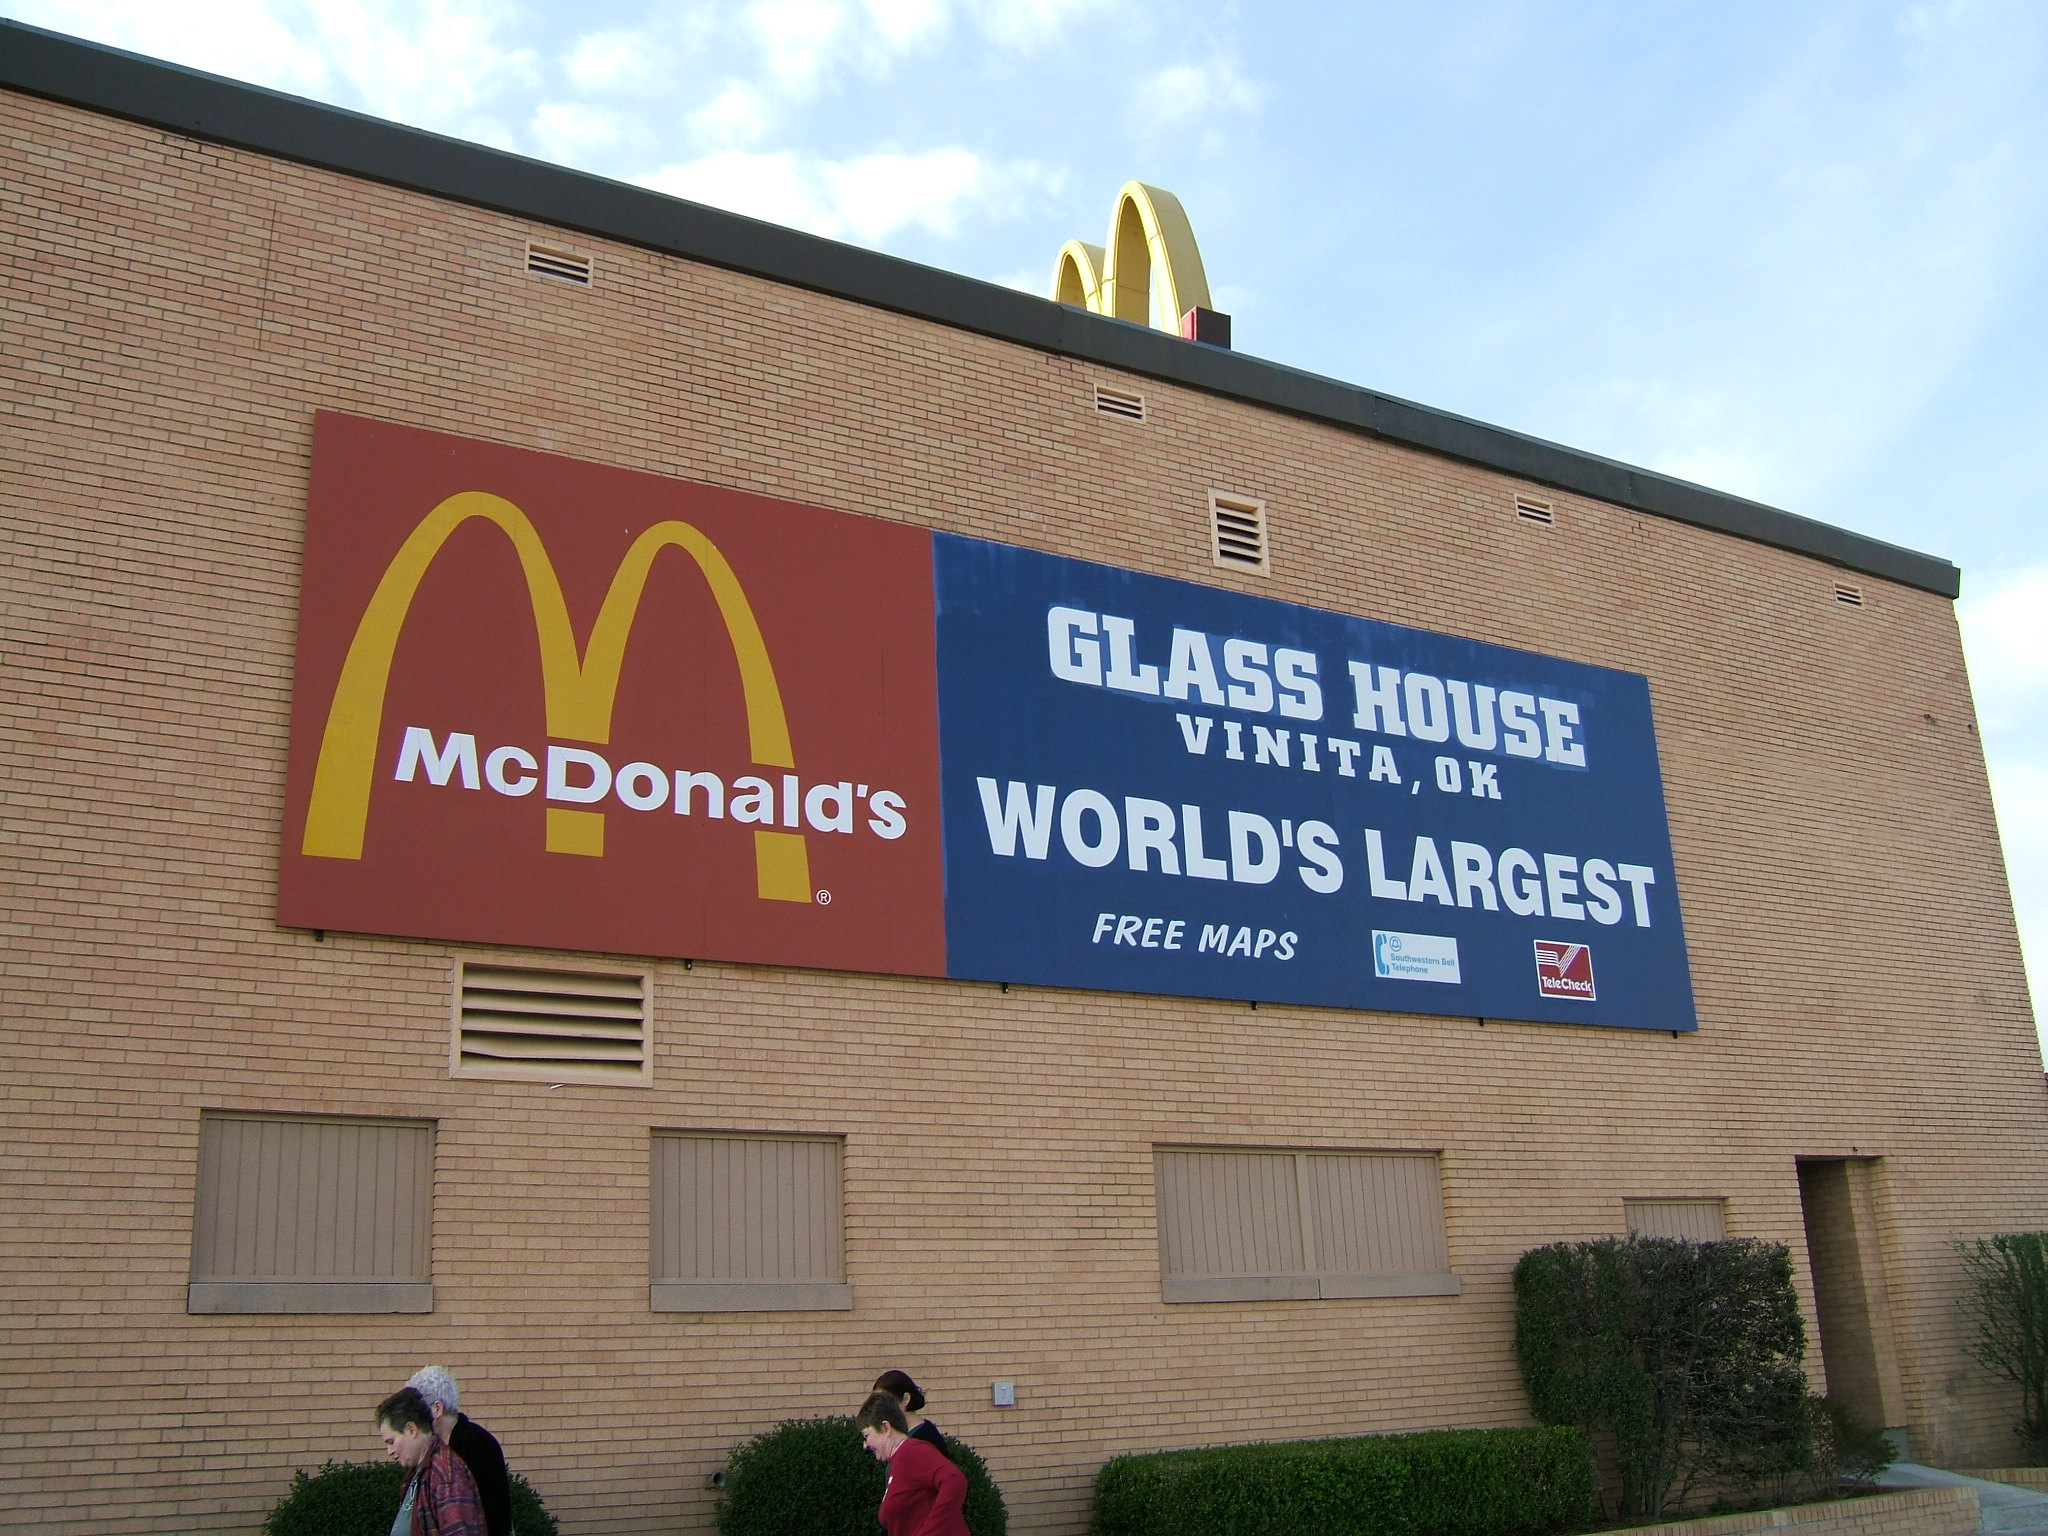 McDonald's
®
GLASS HOUSE
VINITA, OK
WORLD'S LARGEST
FREE MAPS
Southwestern Bell
Telephone
TeleCheck